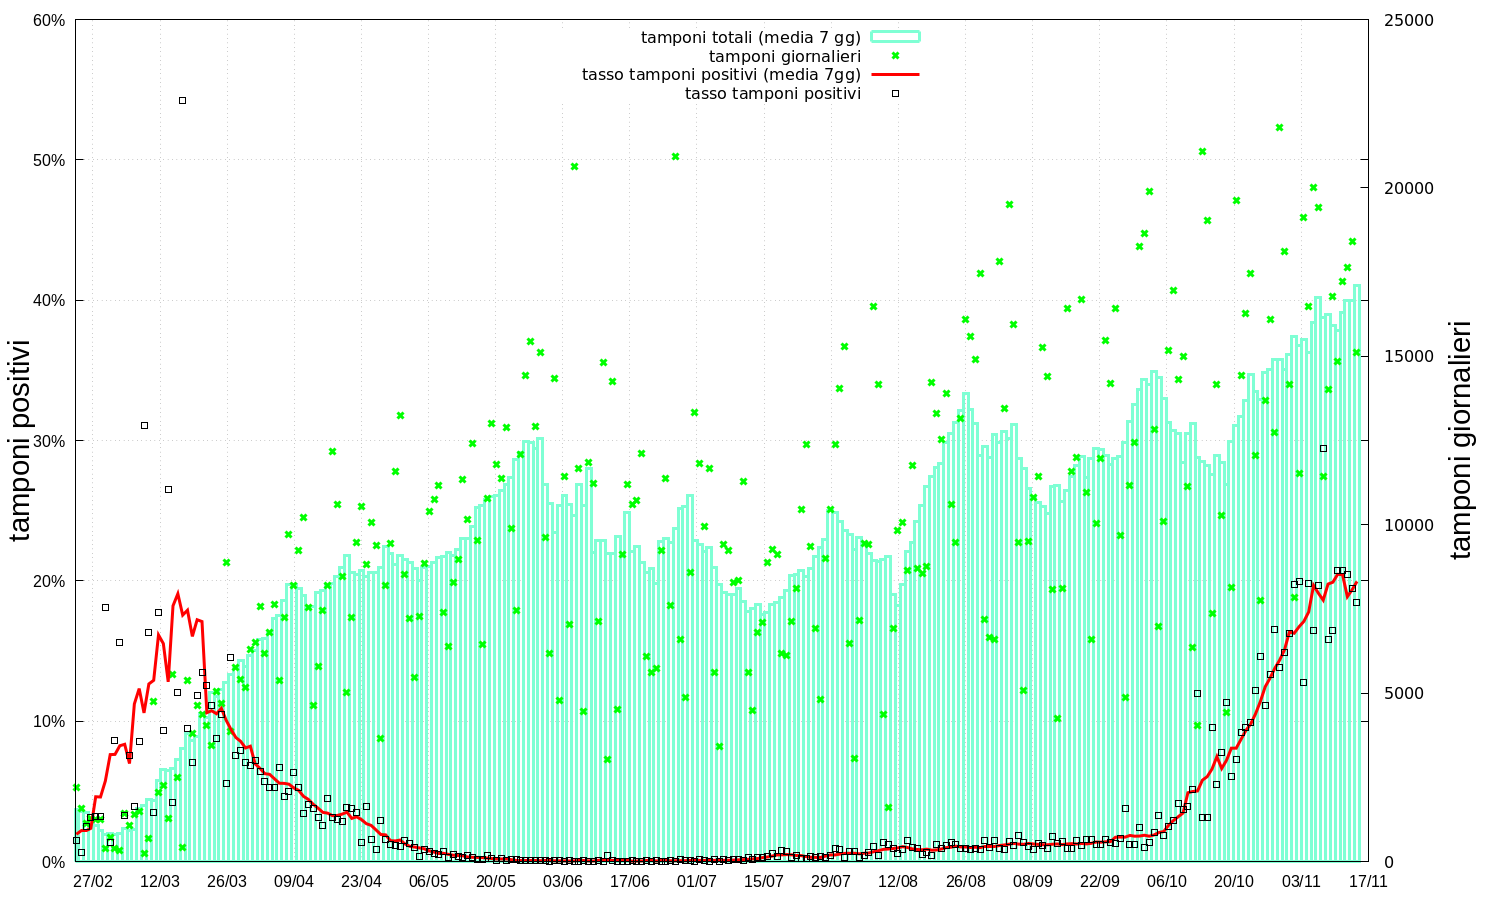 60%
50%
40%
30%
20%
10%
0%
tamponi positivi
tamponi totali (media 7 gg)
tamponi giornalieri
tasso tamponi positivi (media 7gg)
tasso tamponi positivi
25000
20000
15000
10000
5000
0
tamponi giornalieri
27/02 12/03 26/03 09/04 23/04 06/05 20/05 03/06 17/06 01/07 15/07 29/07 12/08 26/08 08/09 22/09 06/10 20/10 03/11 17/11